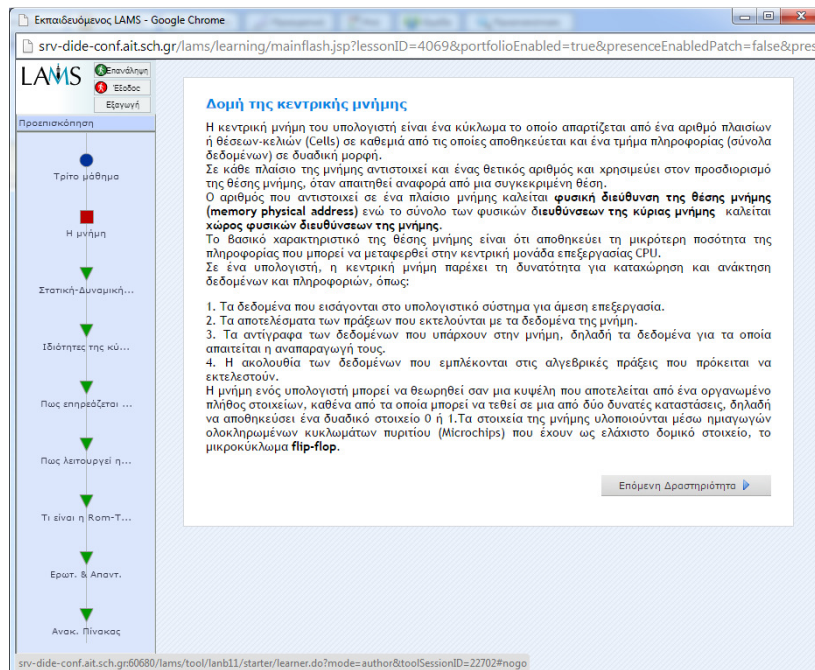 Εκπαιδευόμενος LAMS - Google Chrome
srv-dide-conf.ait.sch.gr/lams/learning/mainflash.jsp?lessonID=4069&portfolioEnabled=true&presenceEnabledPatch=false&pres
LAMS
Επανάληψη
Έξοδος
Εξαγωγή
Προεπισκόπηση
Τρίτο μάθημα
Η μνήμη
Στατική-Δυναμική...
Ιδιότητες της κύ...
Πως επηρεάζεται ...
Πως λειτουργεί η...
Τι είναι η Rom-Τ...
Ερωτ. & Απαντ.
Ανακ. Πίνακας
Δομή της κεντρικής μνήμης
Η κεντρική μνήμη του υπολογιστή είναι ένα κύκλωμα το οποίο απαρτίζεται από ένα αριθμό πλαισίων
ή θέσεων-κελιών (Cells) σε καθεμιά από τις οποίες αποθηκεύεται και ένα τμήμα πληροφορίας (σύνολα
δεδομένων) σε δυαδική μορφή.
Σε κάθε πλαίσιο της μνήμης αντιστοιχεί και ένας θετικός αριθμός και χρησιμεύει στον προσδιορισμό
της θέσης μνήμης, όταν απαιτηθεί αναφορά από μια συγκεκριμένη θέση.
Ο αριθμός που αντιστοιχεί σε ένα πλαίσιο μνήμης καλείται φυσική διεύθυνση της θέσης μνήμης
(memory physical address) ενώ το σύνολο των φυσικών διευθύνσεων της κύριας μνήμης καλείται
χώρος φυσικών διευθύνσεων της μνήμης.
Το βασικό χαρακτηριστικό της θέσης μνήμης είναι ότι αποθηκεύει τη μικρότερη ποσότητα της
πληροφορίας που μπορεί να μεταφερθεί στην κεντρική μονάδα επεξεργασίας CPU.
Σε ένα υπολογιστή, η κεντρική μνήμη παρέχει τη δυνατότητα για καταχώρηση και ανάκτηση
δεδομένων και πληροφοριών, όπως:
1. Τα δεδομένα που εισάγονται στο υπολογιστικό σύστημα για άμεση επεξεργασία.
2. Τα αποτελέσματα των πράξεων που εκτελούνται με τα δεδομένα της μνήμης.
3. Τα αντίγραφα των δεδομένων που υπάρχουν στην μνήμη, δηλαδή τα δεδομένα για τα οποία
απαιτείται η αναπαραγωγή τους.
4. Η ακολουθία των δεδομένων που εμπλέκονται στις αλγεβρικές πράξεις που πρόκειται να
εκτελεστούν.
Η μνήμη ενός υπολογιστή μπορεί να θεωρηθεί σαν μια κυψέλη που αποτελείται από ένα οργανωμένο
πλήθος στοιχείων, καθένα από τα οποία μπορεί να τεθεί σε μια από δύο δυνατές καταστάσεις, δηλαδή
να αποθηκεύσει ένα δυαδικό στοιχείο 0 ή 1.Τα στοιχεία της μνήμης υλοποιούνται μέσω ημιαγωγών
ολοκληρωμένων κυκλωμάτων πυριτίου (Microchips) που έχουν ως ελάχιστο δομικό στοιχείο, το
μικροκύκλωμα flip-flop.
Επόμενη Δραστηριότητα
srv-dide-conf.ait.sch.gr:60680/lams/tool/lanb11/starter/learner.do?mode=author&toolSessionID=22702#nogo